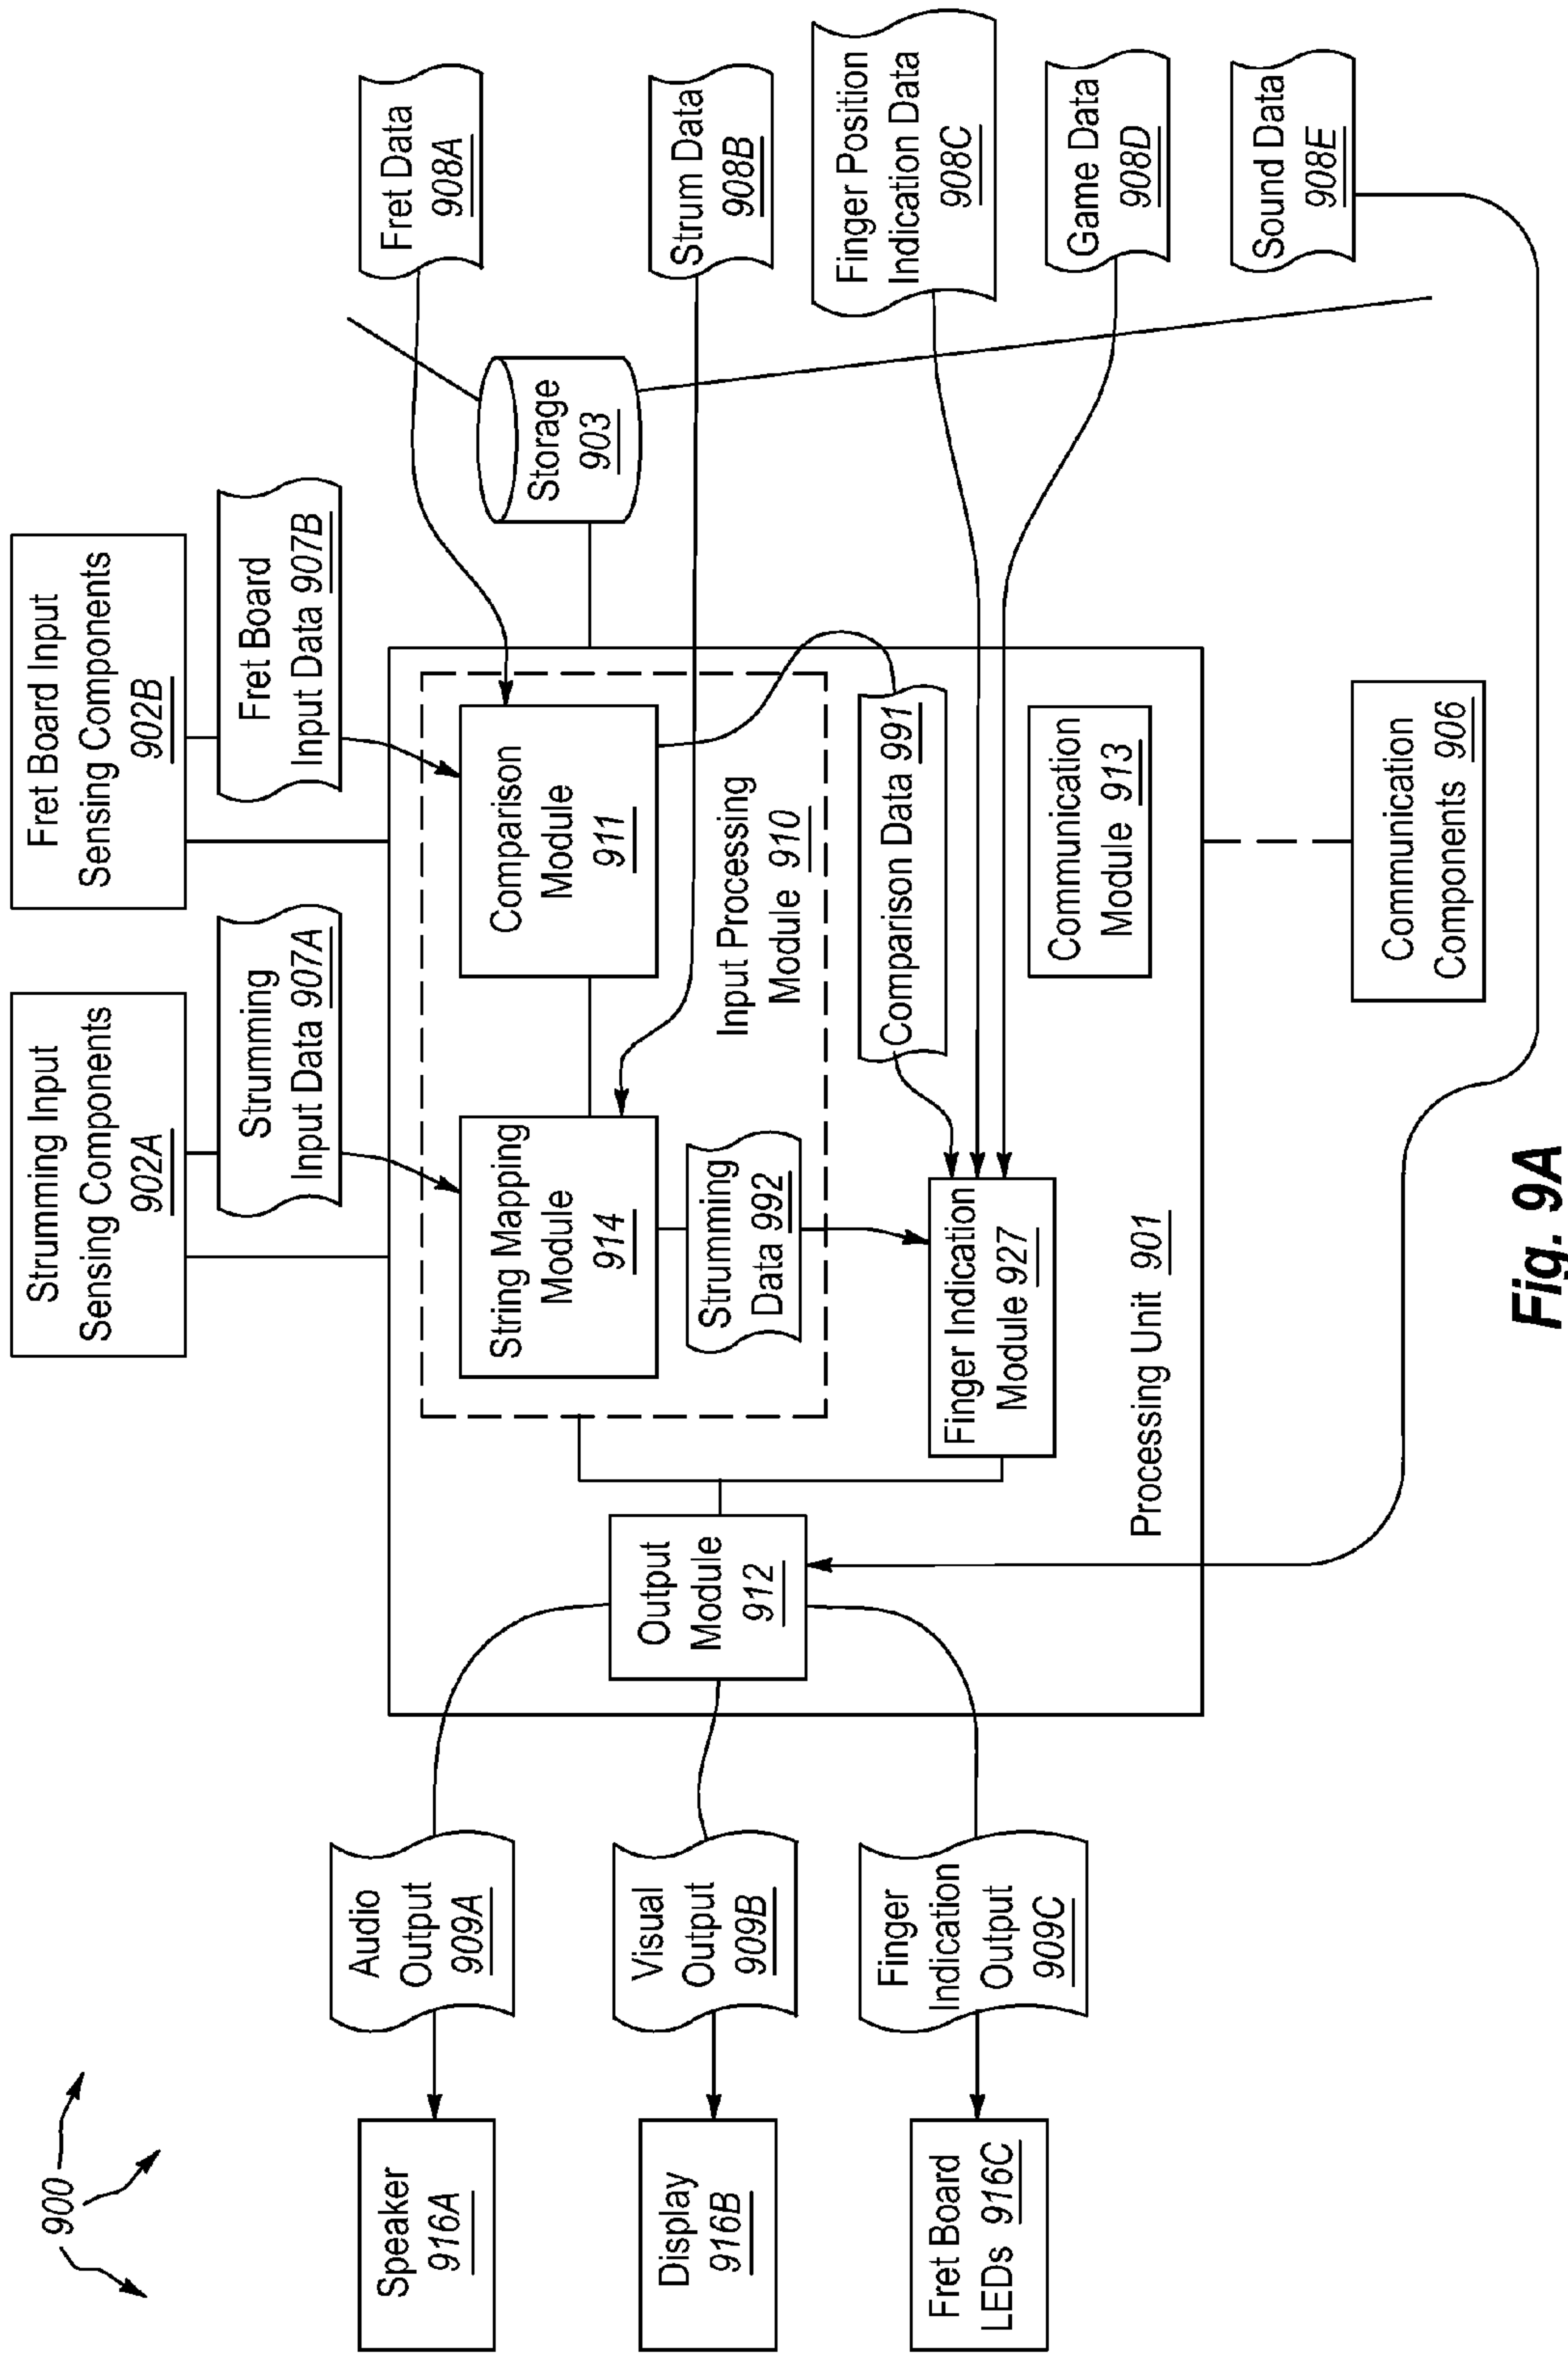 900
Speaker
916A
Display
916B
Fret Board
LEDs 916C
Audio
Output
909A
Visual
Output
909B
Finger
Indication
Output
909C
Strumming Input
Sensing Components
902A
Strumming
Input Data 907A
Fret Board Input
Sensing Components
902B
Fret Board
Input Data 907B
Output
Module
912
String Mapping
Module
914
Strumming
Data 992
Comparison
Module
911
Input Processing
Module 910
Comparison Data 991
Finger Indication
Module 927
Communication
Module 913
Processing Unit 901
Storage
903
Communication
Components 906
Fret Data
908A
Strum Data
908B
Finger Position
Indication Data
908C
Game Data
908D
Sound Data
908E
Fig. 9A